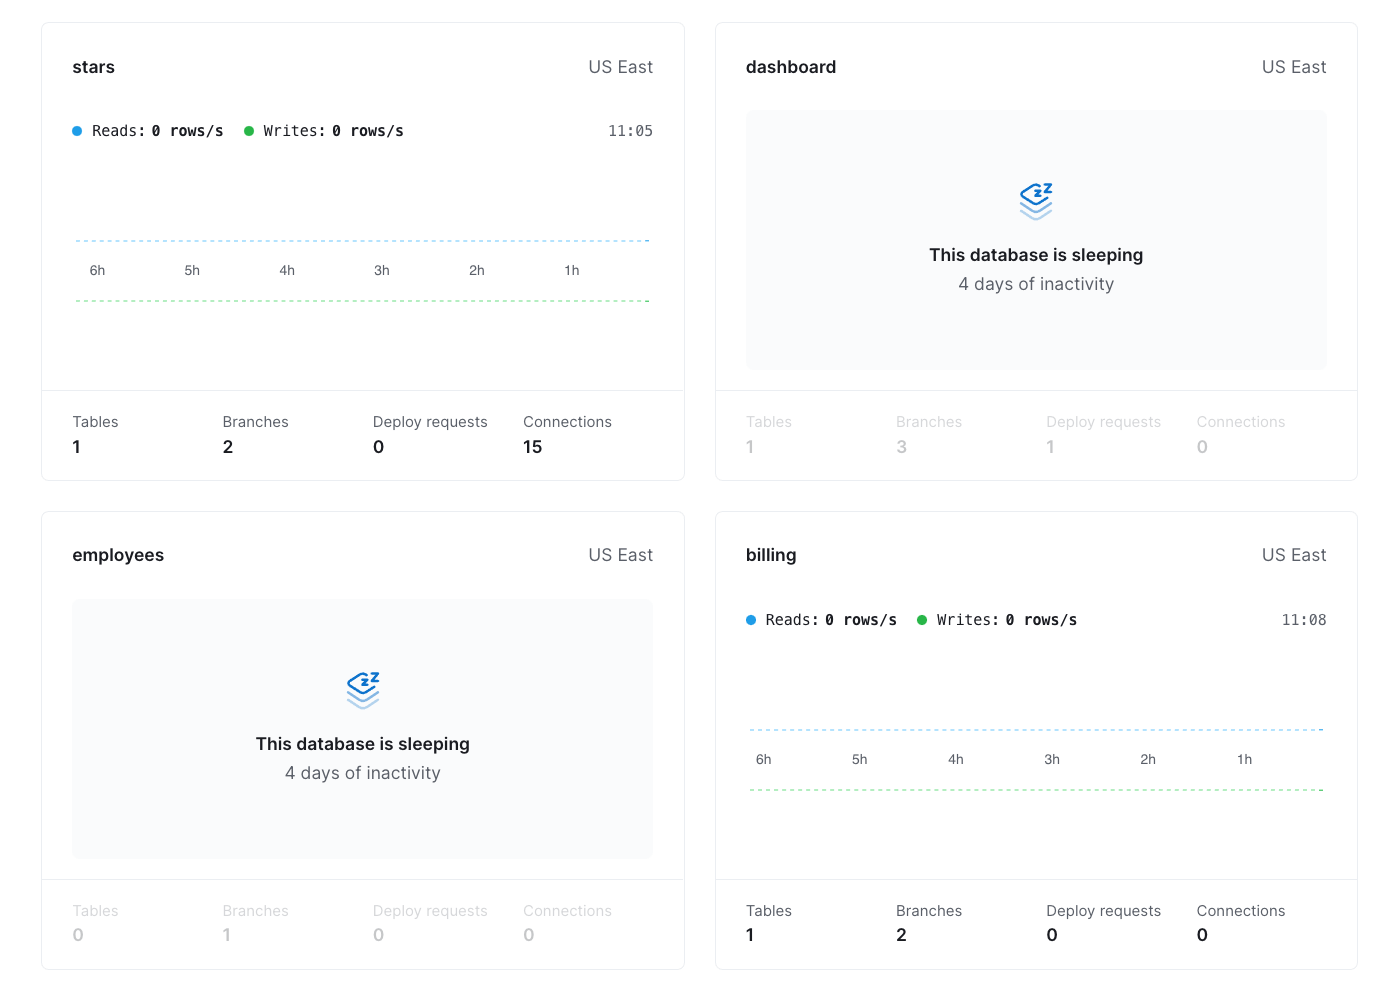 stars US East
Reads: 0 rows/s Writes: 0 rows/s 11:05
6h 5h 4h 3h 2h 1h
Tables Branches Deploy requests Connections
1 2 0 15
dashboard US East
This database is sleeping
4 days of inactivity
Tables Branches Deploy requests Connections
1 3 1 0
employees US East
This database is sleeping
4 days of inactivity
Tables Branches Deploy requests Connections
0 1 0 0
billing US East
Reads: 0 rows/s Writes: 0 rows/s 11:08
6h 5h 4h 3h 2h 1h
Tables Branches Deploy requests Connections
1 2 0 0